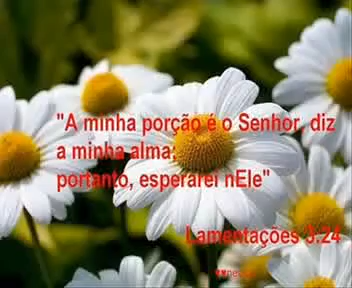 "A minha porção é o Senhor, diz
a minha alma;
portanto, esperarei nEle"
Lamentações 3:24